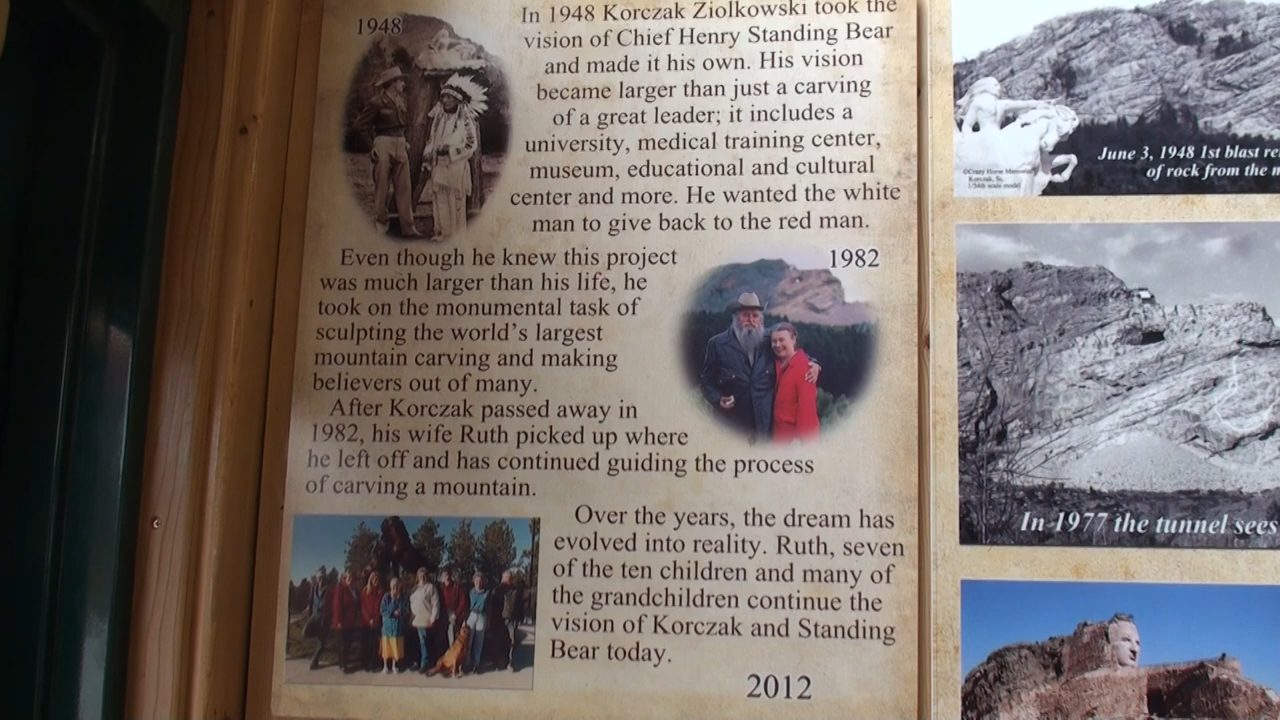 1948
In 1948 Korczak Ziolkowski took the
vision of Chief Henry Standing Bear
and made it his own. His vision
became larger than just a carving
of a great leader; it includes a
university, medical training center,
museum, educational and cultural
center and more. He wanted the white
man to give back to the red man.
Even though he knew this project
was much larger than his life, he
took on the monumental task of
sculpting the world's largest
mountain carving and making
believers out of many.
1982
After Korczak passed away in
1982, his wife Ruth picked up where
he left off and has continued guiding the process
of carving a mountain.
Over the years, the dream has
evolved into reality. Ruth, seven
of the ten children and many of
the grandchildren continue the
vision of Korczak and Standing
Bear today.
2012
June 3, 1948 1st blast
of rock from the
©Crazy Horse
Korczak, Sc.
1/34th scale model
In 1977 the tunnel sees